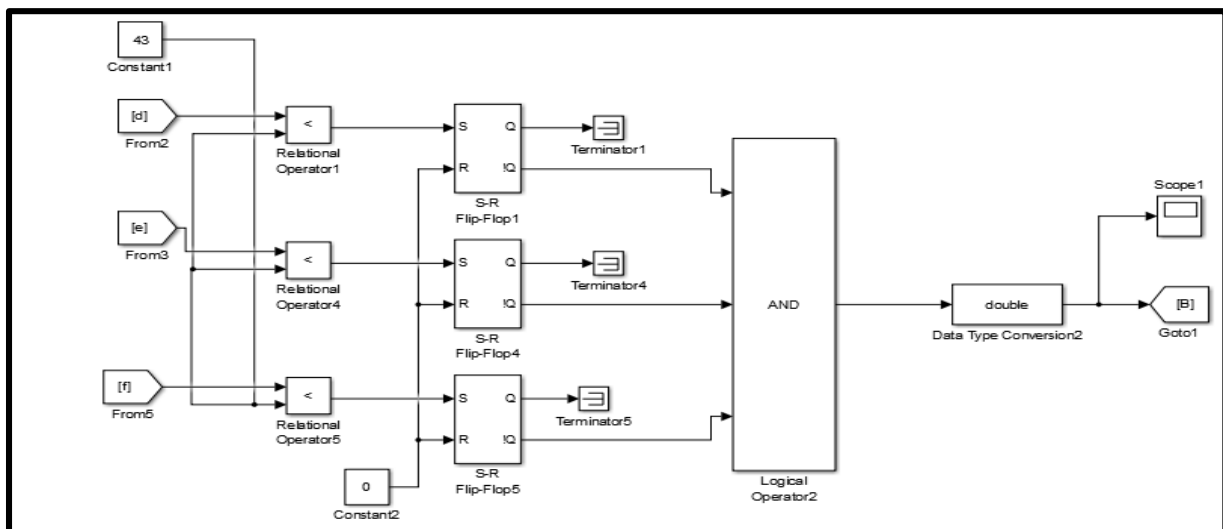 43
Constant1
[d]
From2
<
Relational
Operator1
S Q
R !Q
S-R
Flip-Flop1
Terminator1
[e]
From3
<
Relational
Operator4
S Q
R !Q
S-R
Flip-Flop4
Terminator4
[f]
From5
<
Relational
Operator5
S Q
R !Q
S-R
Flip-Flop5
Terminator5
0
Constant2
AND
Logical
Operator2
double
Data Type Conversion2
Scope1
[B]
Goto1